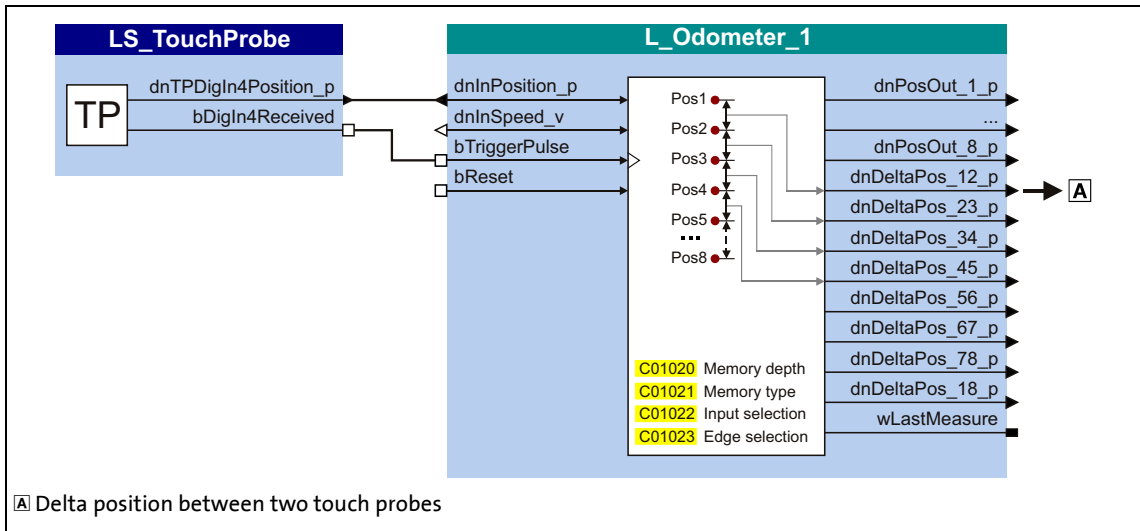 LS_TouchProbe
TP
dnTPDigIn4Position_p
bDigIn4Received
L_Odometer_1
dnInPosition_p
dnInSpeed_v
bTriggerPulse
bReset
Pos1
Pos2
Pos3
Pos4
Pos5
...
Pos8
C01020 Memory depth
C01021 Memory type
C01022 Input selection
C01023 Edge selection
dnPosOut_1_p
...
dnPosOut_8_p
dnDeltaPos_12_p
A
dnDeltaPos_23_p
dnDeltaPos_34_p
dnDeltaPos_45_p
dnDeltaPos_56_p
dnDeltaPos_67_p
dnDeltaPos_78_p
dnDeltaPos_18_p
wLastMeasure
A Delta position between two touch probes